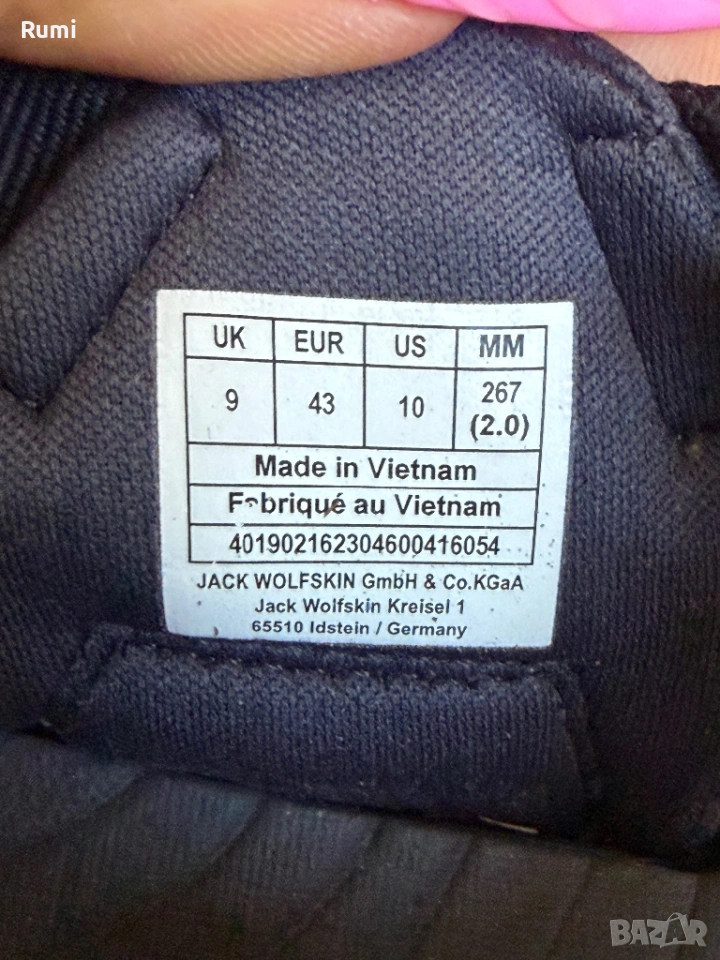 Rumi
UK EUR US MM
9 43 10 267
(2.0)
Made in Vietnam
Fabriqué au Vietnam
401902162304600416054
JACK WOLFSKIN GmbH & Co.KGaA
Jack Wolfskin Kreisel 1
65510 Idstein / Germany
BAZAR